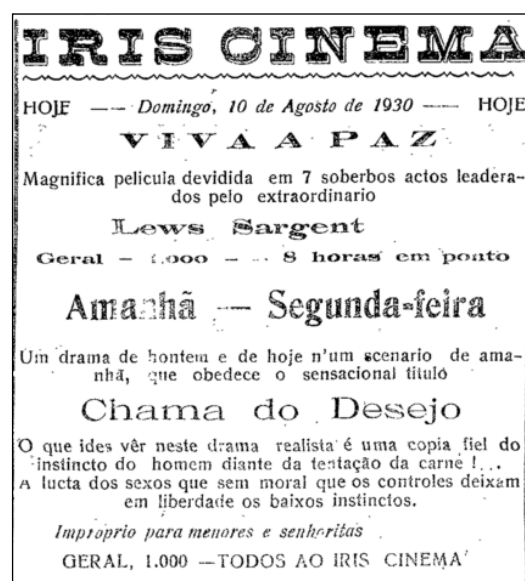 IRIS CINEMA
HOJE —— Domingo, 10 de Agosto de 1930 —— HOJE
VIVA A PAZ
Magnifica pelicula devidida em 7 soberbos actos leadera-
dos pelo extraordinario
Lews Sargent
Geral — 1.000 — 8 horas em ponto
Amanhã — Segunda-feira
Um drama de hontem e de hoje n'um scenario de ama-
nhã, que obedece o sensacional titulo
Chama do Desejo
O que ides vêr neste drama realista é uma copia fiel do
instincto do homem diante da tentação da carne !...
A lucta dos sexos que sem moral que os controles deixam
em liberdade os baixos instinctos.
Improprio para menores e senhoritas
GERAL, 1.000 —TODOS AO IRIS CINEMA